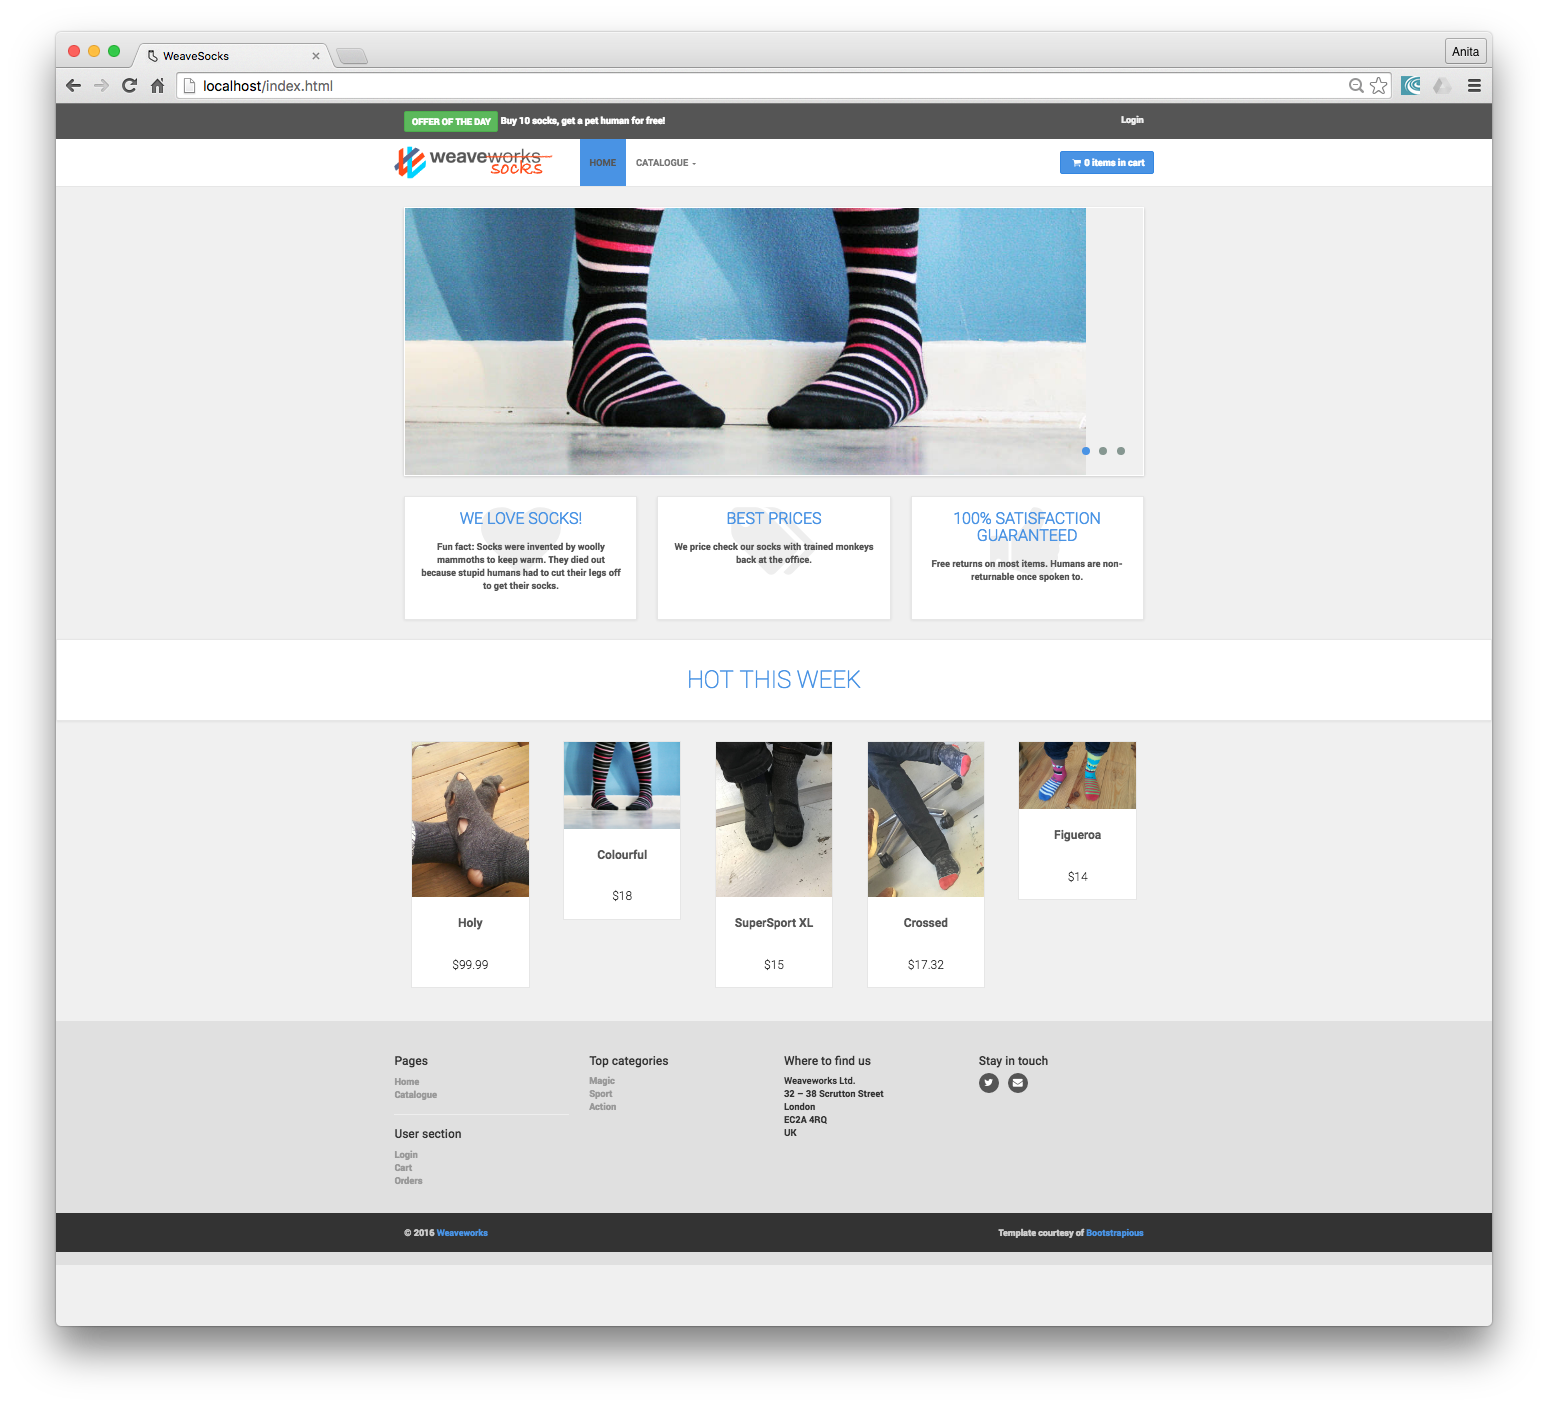 WeaveSocks
Anita
localhost/index.html
OFFER OF THE DAY Buy 10 socks, get a pet human for free!
Login
weaveworks
socks
HOME
CATALOGUE
0 items in cart
WE LOVE SOCKS!
Fun fact: Socks were invented by woolly
mammoths to keep warm. They died out
because stupid humans had to cut their legs off
to get their socks.
BEST PRICES
We price check our socks with trained monkeys
back at the office.
100% SATISFACTION
GUARANTEED
Free returns on most items. Humans are non-
returnable once spoken to.
HOT THIS WEEK
Holy
$99.99
Colourful
$18
SuperSport XL
$15
Crossed
$17.32
Figueroa
$14
Pages
Home
Catalogue
User section
Login
Cart
Orders
Top categories
Magic
Sport
Action
Where to find us
Weaveworks Ltd.
32 – 38 Scrutton Street
London
EC2A 4RQ
UK
Stay in touch
© 2016 Weaveworks
Template courtesy of Bootstrapious